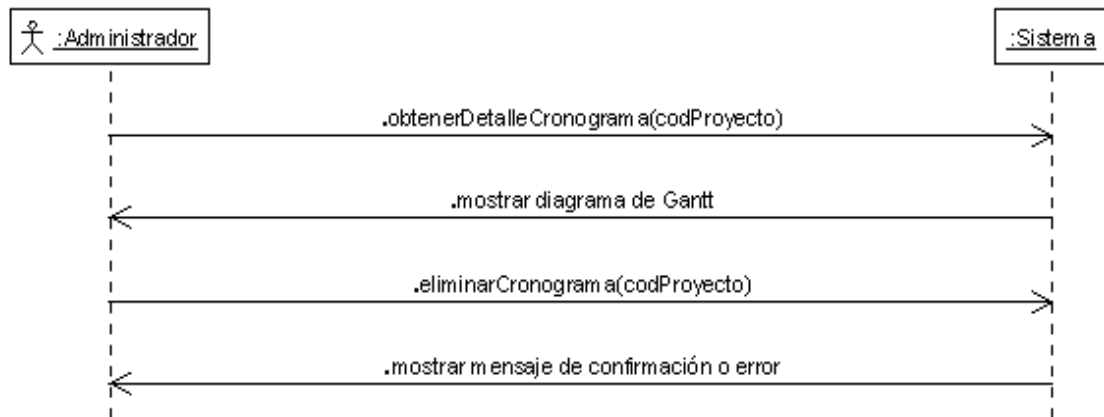 :Administrador
:Sistema
.obtenerDetalleCronograma(codProyecto)
.mostrar diagrama de Gantt
.eliminarCronograma(codProyecto)
.mostrar mensaje de confirmación o error